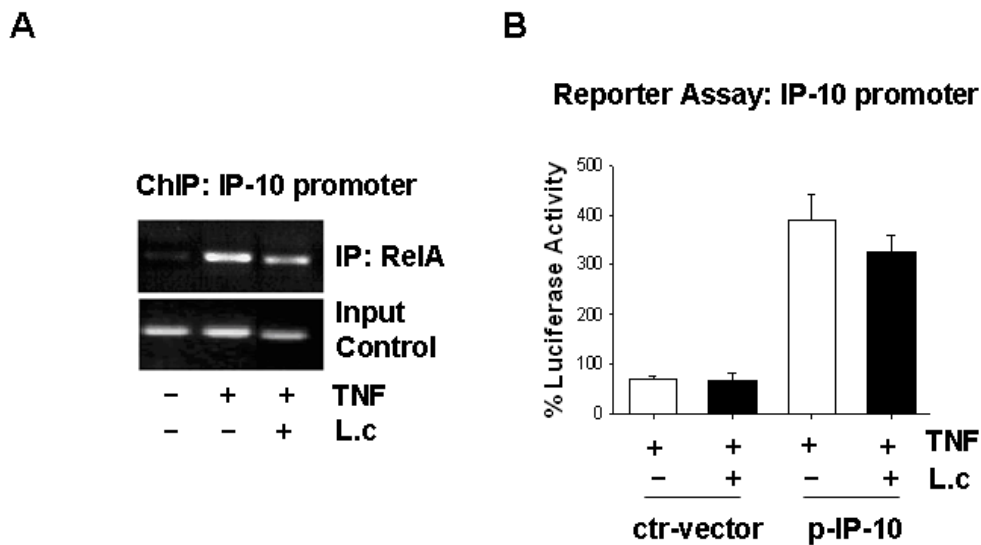 A
ChIP: IP-10 promoter
IP: RelA
Input
Control
– + + TNF
– – + L.c
B
Reporter Assay: IP-10 promoter
% Luciferase Activity
500
400
300
200
100
0
+ + + + TNF
– + – + L.c
ctr-vector p-IP-10